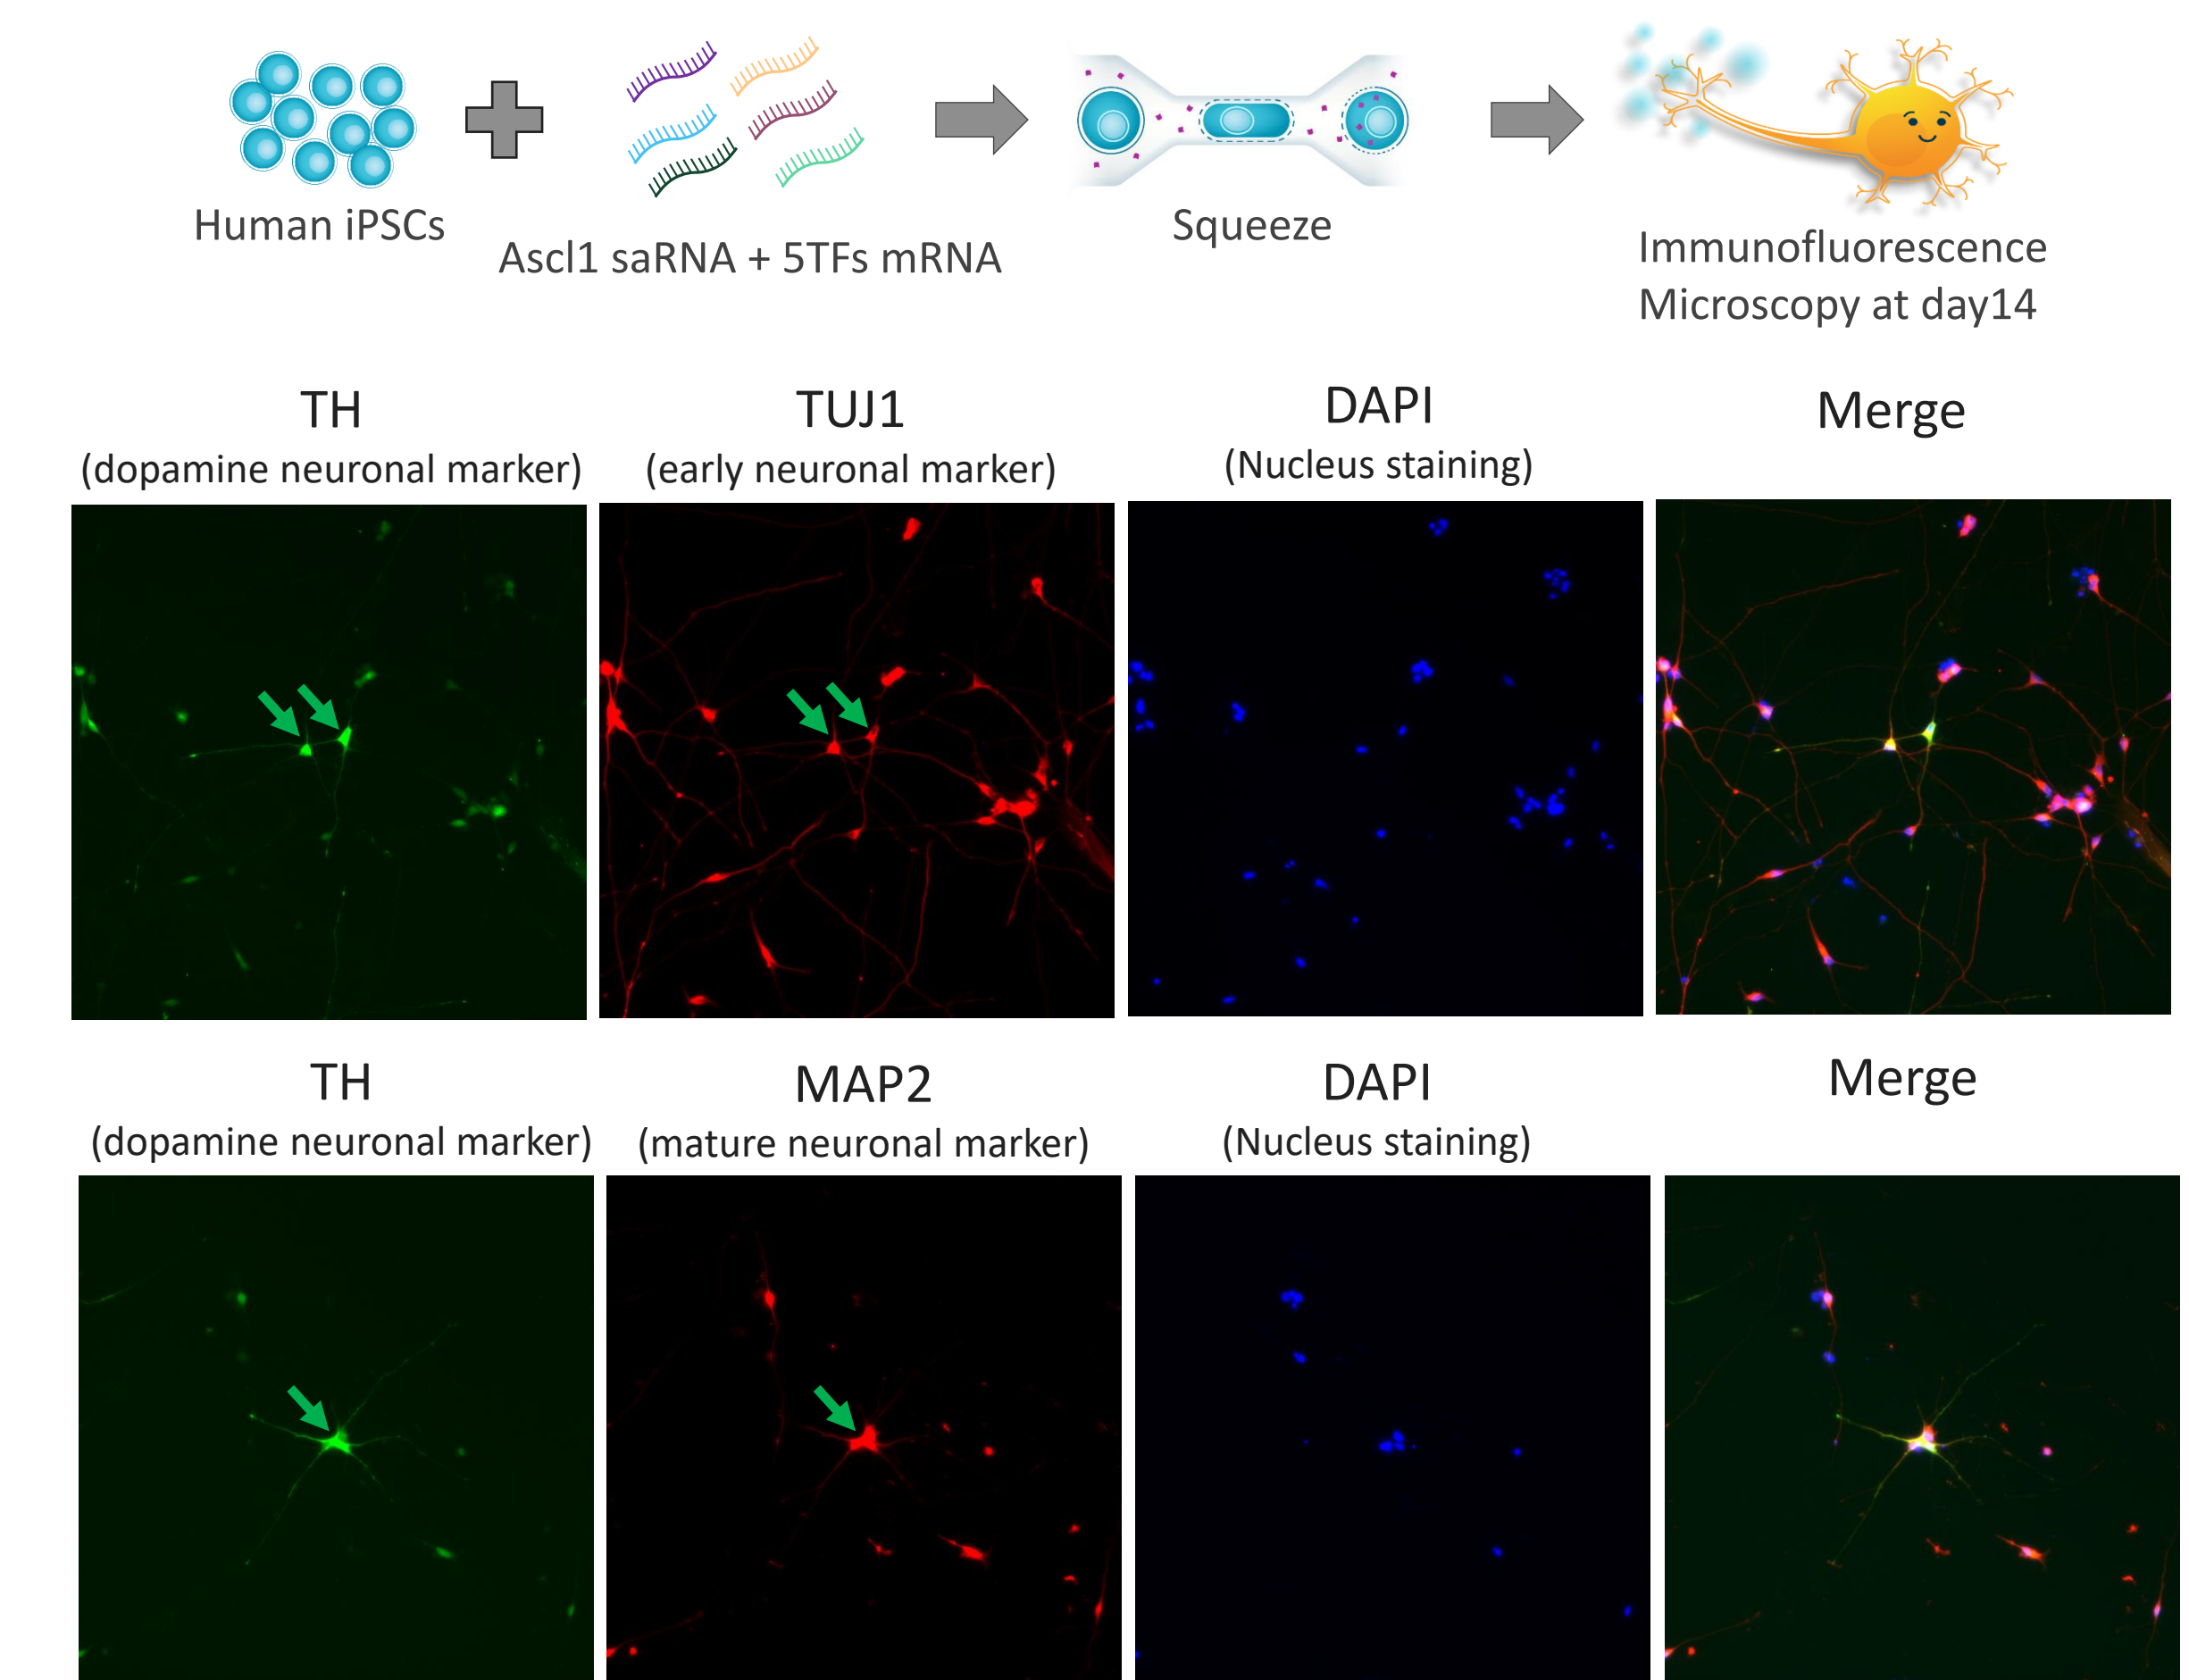 Human iPSCs
Ascl1 saRNA + 5TFs mRNA
Squeeze
Immunofluorescence
Microscopy at day14
TH
(dopamine neuronal marker)
TUJ1
(early neuronal marker)
DAPI
(Nucleus staining)
Merge
TH
(dopamine neuronal marker)
MAP2
(mature neuronal marker)
DAPI
(Nucleus staining)
Merge